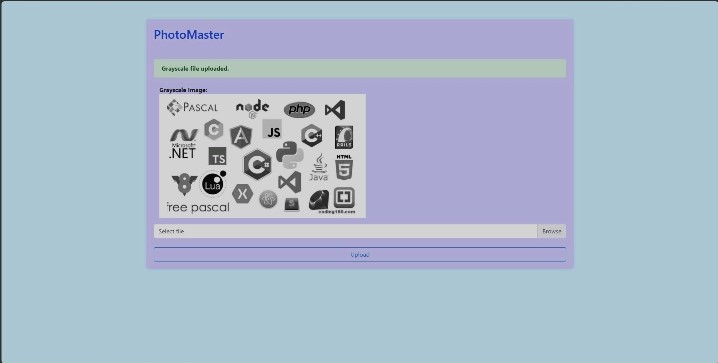 PhotoMaster
Grayscale file uploaded.
Grayscale Image:
PASCAL
node
php
JS
C
A
C++
RAILS
Microsoft
.NET
TS
C#
Java
HTML
5
Lua
X
S
free pascal
coding180.com
Select file
Browse
Upload